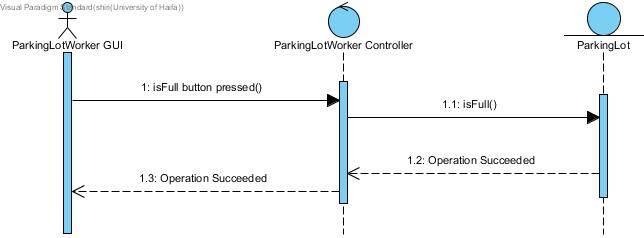 Visual Paradigm Standard(shiri(University of Haifa))
ParkingLotWorker GUI
ParkingLotWorker Controller
ParkingLot
1: isFull button pressed()
1.1: isFull()
1.2: Operation Succeeded
1.3: Operation Succeeded